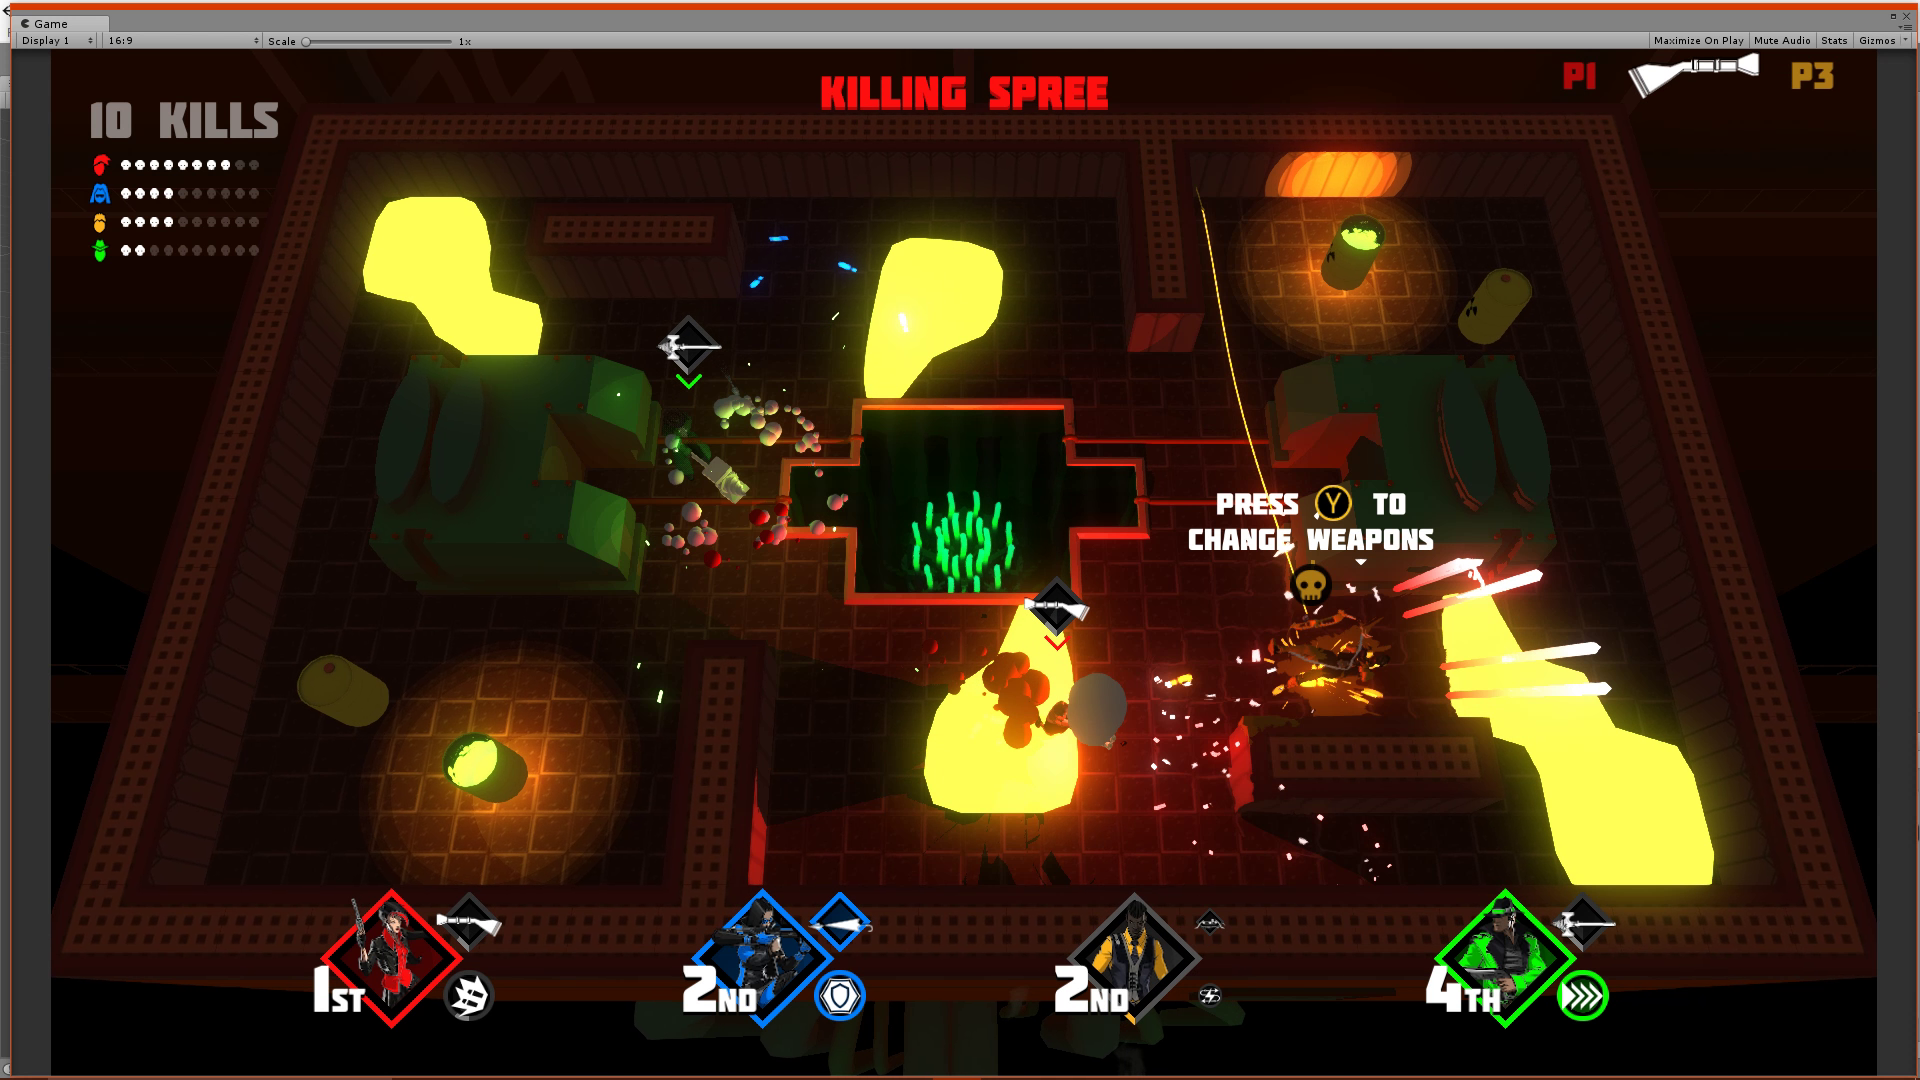 Game
Display 1
16:9
Scale
1x
Maximize On Play
Mute Audio
Stats
Gizmos
KILLING SPREE
P1
P3
10 KILLS
PRESS Y TO
CHANGE WEAPONS
1ST
2ND
2ND
4TH